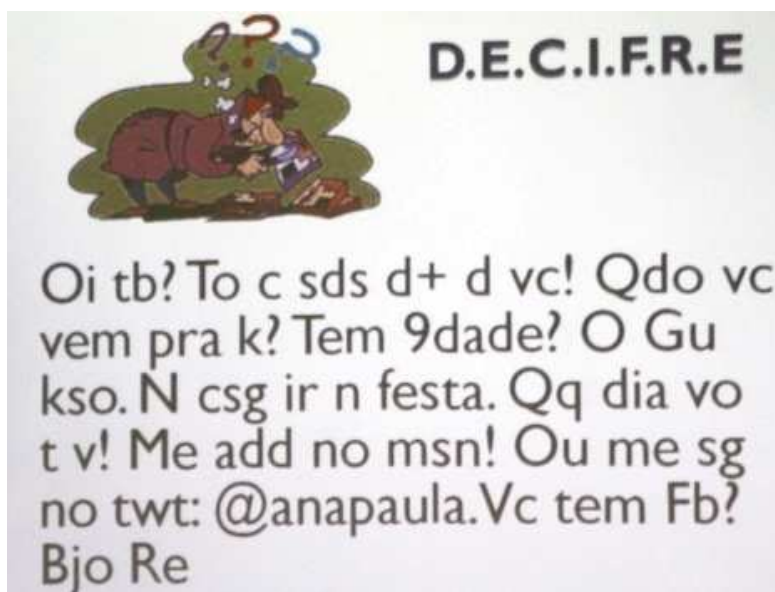 D.E.C.I.F.R.E
Oi tb? To c sds d+ d vc! Qdo vc
vem pra k? Tem 9dade? O Gu
kso. N csg ir n festa. Qq dia vo
t v! Me add no msn! Ou me sg
no twt: @anapaula.Vc tem Fb?
Bjo Re